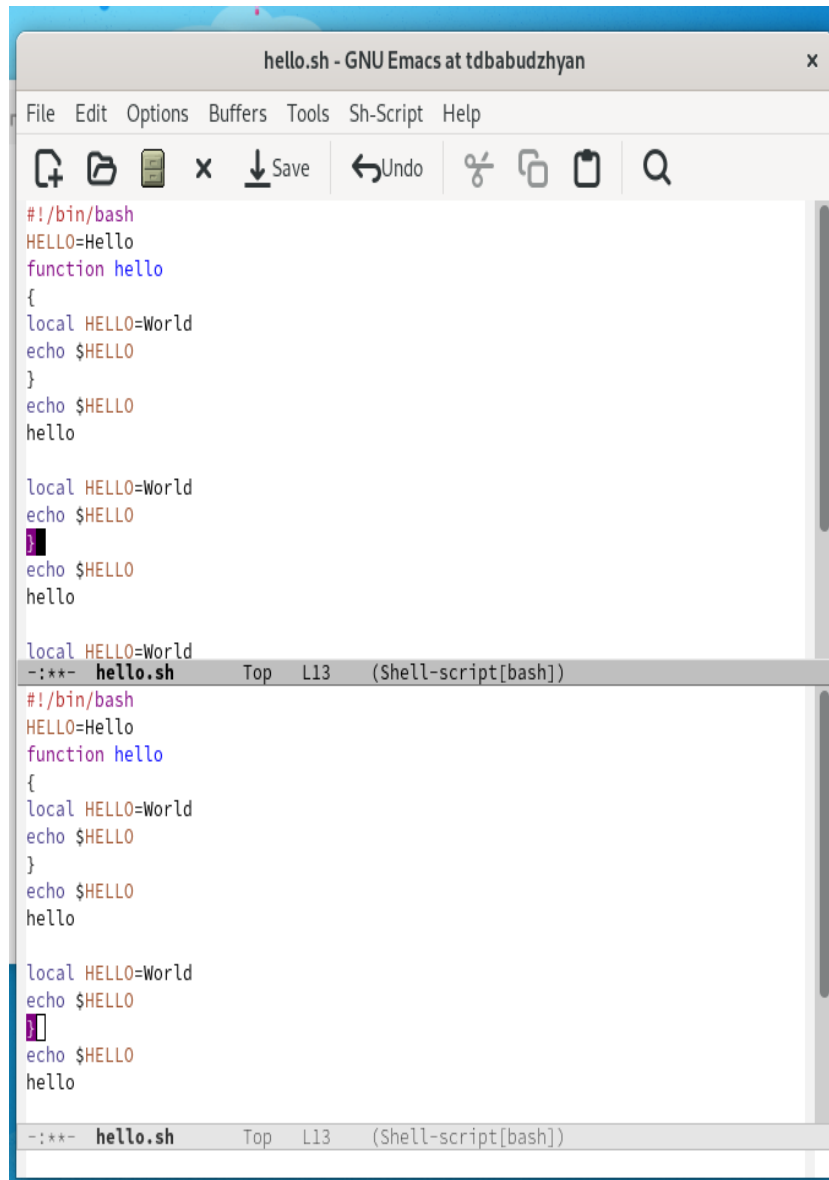 hello.sh - GNU Emacs at tdbabudzhyan
File Edit Options Buffers Tools Sh-Script Help
Save Undo
#!/bin/bash
HELLO=Hello
function hello
{
local HELLO=World
echo $HELLO
}
echo $HELLO
hello
local HELLO=World
echo $HELLO
}
echo $HELLO
hello
local HELLO=World
-:**- hello.sh Top L13 (Shell-script[bash])
#!/bin/bash
HELLO=Hello
function hello
{
local HELLO=World
echo $HELLO
}
echo $HELLO
hello
local HELLO=World
echo $HELLO
}
echo $HELLO
hello
-:**- hello.sh Top L13 (Shell-script[bash])